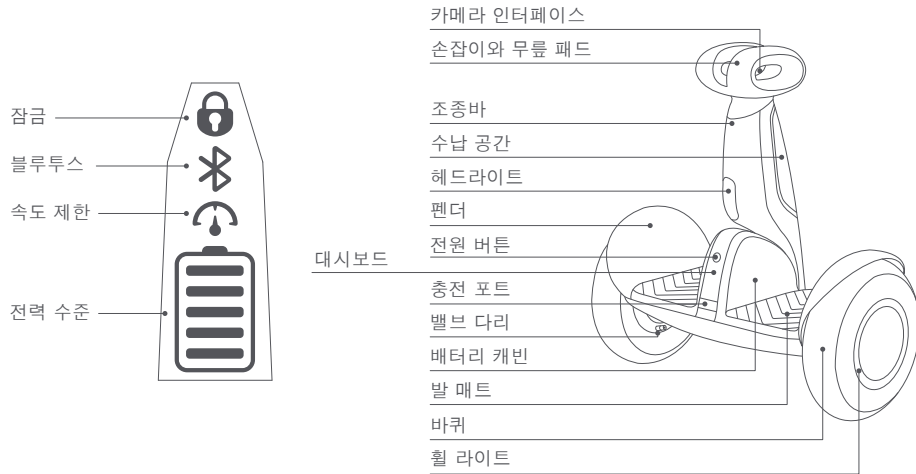 잠금
블루투스
속도 제한
전력 수준
카메라 인터페이스
손잡이와 무릎 패드
조종바
수납 공간
헤드라이트
펜더
전원 버튼
대시보드
충전 포트
밸브 다리
배터리 캐빈
발 매트
바퀴
휠 라이트